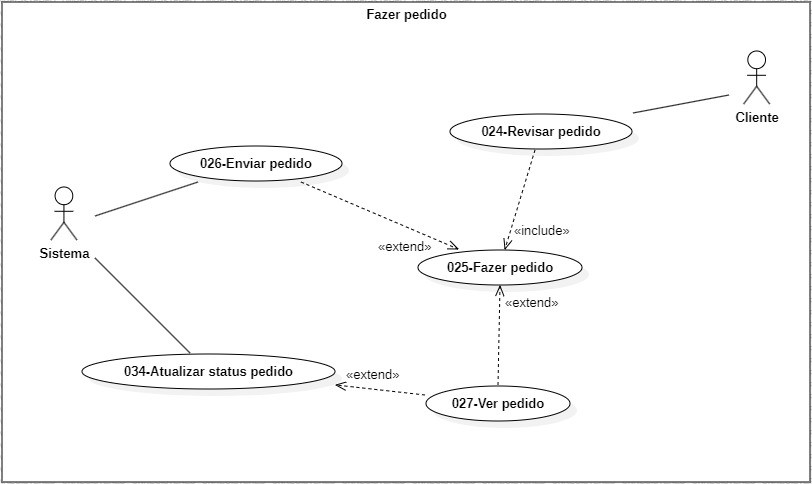 Fazer pedido
Cliente
024-Revisar pedido
026-Enviar pedido
Sistema
«include»
«extend»
025-Fazer pedido
«extend»
034-Atualizar status pedido
«extend»
027-Ver pedido